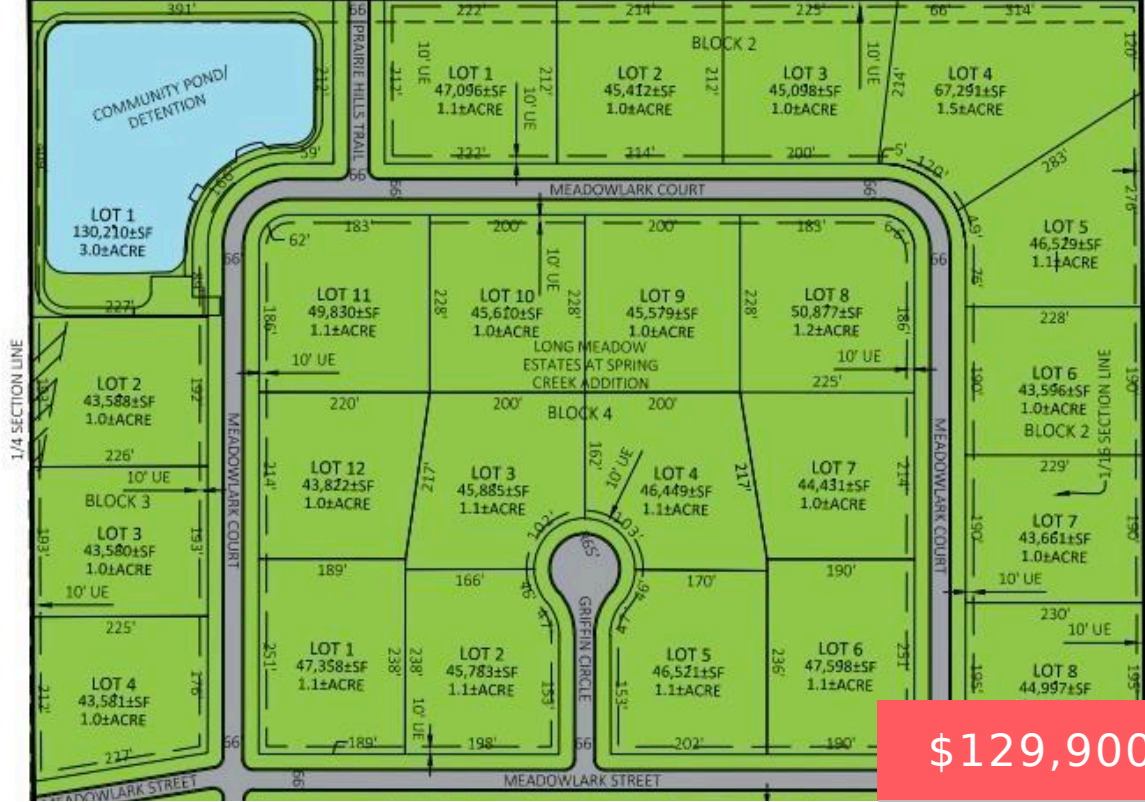 391'
66'
222'
214'
225'
66'
314'
PRAIRIE HILLS TRAIL
BLOCK 2
120'
COMMUNITY POND/
DETENTION
212'
59'
166'
LOT 1
130,210±SF
3.0±ACRE
227'
212'
10' UE
LOT 1
47,096±SF
1.1±ACRE
212'
10' UE
222'
LOT 2
45,412±SF
1.0±ACRE
212'
214'
LOT 3
45,098±SF
1.0±ACRE
10' UE
200'
242'
LOT 4
67,291±SF
1.5±ACRE
5'
120'
283'
276'
66'
66'
MEADOWLARK COURT
66'
49'
76'
LOT 5
46,529±SF
1.1±ACRE
228'
183'
62'
200'
200'
66'
66'
66'
186'
LOT 11
49,830±SF
1.1±ACRE
10' UE
228'
LOT 10
45,610±SF
1.0±ACRE
10' UE
228'
LOT 9
45,579±SF
1.0±ACRE
228'
LOT 8
50,877±SF
1.2±ACRE
186'
10' UE
225'
LONG MEADOW
ESTATES AT SPRING
CREEK ADDITION
BLOCK 4
1/4 SECTION LINE
LOT 2
43,588±SF
1.0±ACRE
192'
226'
10' UE
BLOCK 3
193'
LOT 3
43,580±SF
1.0±ACRE
193'
10' UE
225'
212'
LOT 4
43,581±SF
1.0±ACRE
176'
227'
MEADOWLARK COURT
220'
214'
LOT 12
43,822±SF
1.0±ACRE
189'
217'
200'
LOT 3
45,885±SF
1.1±ACRE
166'
102'
162'
10' UE
200'
LOT 4
46,449±SF
1.1±ACRE
103'
170'
217'
LOT 7
44,431±SF
1.0±ACRE
214'
190'
MEADOWLARK COURT
190'
LOT 6
43,596±SF
1.0±ACRE
190'
BLOCK 2
1/16 SECTION LINE
229'
190'
LOT 7
43,661±SF
1.0±ACRE
190'
10' UE
230'
10' UE
195'
LOT 8
44,997±SF
195'
251'
LOT 1
47,358±SF
1.1±ACRE
238'
189'
238'
LOT 2
45,783±SF
1.1±ACRE
10' UE
198'
46'
47'
153'
65'
GRIFFIN CIRCLE
66'
46'
47'
153'
LOT 5
46,521±SF
1.1±ACRE
202'
236'
LOT 6
47,598±SF
1.1±ACRE
251'
190'
66'
66'
MEADOWLARK STREET
MEADOWLARK STREET
$129,900